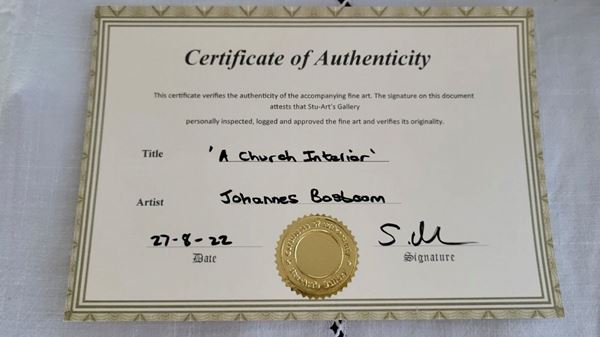 Certificate of Authenticity
This certificate verifies the authenticity of the accompanying fine art. The signature on this document
attests that Stu-Art's Gallery
personally inspected, logged and approved the fine art and verifies its originality.
Title 'A Church Interior'
Artist Johannes Bosboom
27-8-22
Date Signature